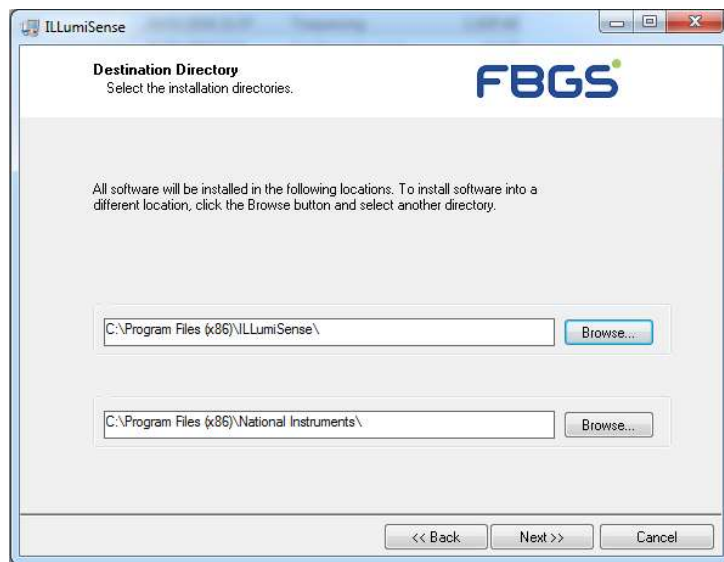 ILLumiSense
Destination Directory
Select the installation directories.
FBGS
All software will be installed in the following locations. To install software into a
different location, click the Browse button and select another directory.
C:\Program Files (x86)\ILLumiSense\
Browse...
C:\Program Files (x86)\National Instruments\
Browse...
<< Back
Next >>
Cancel